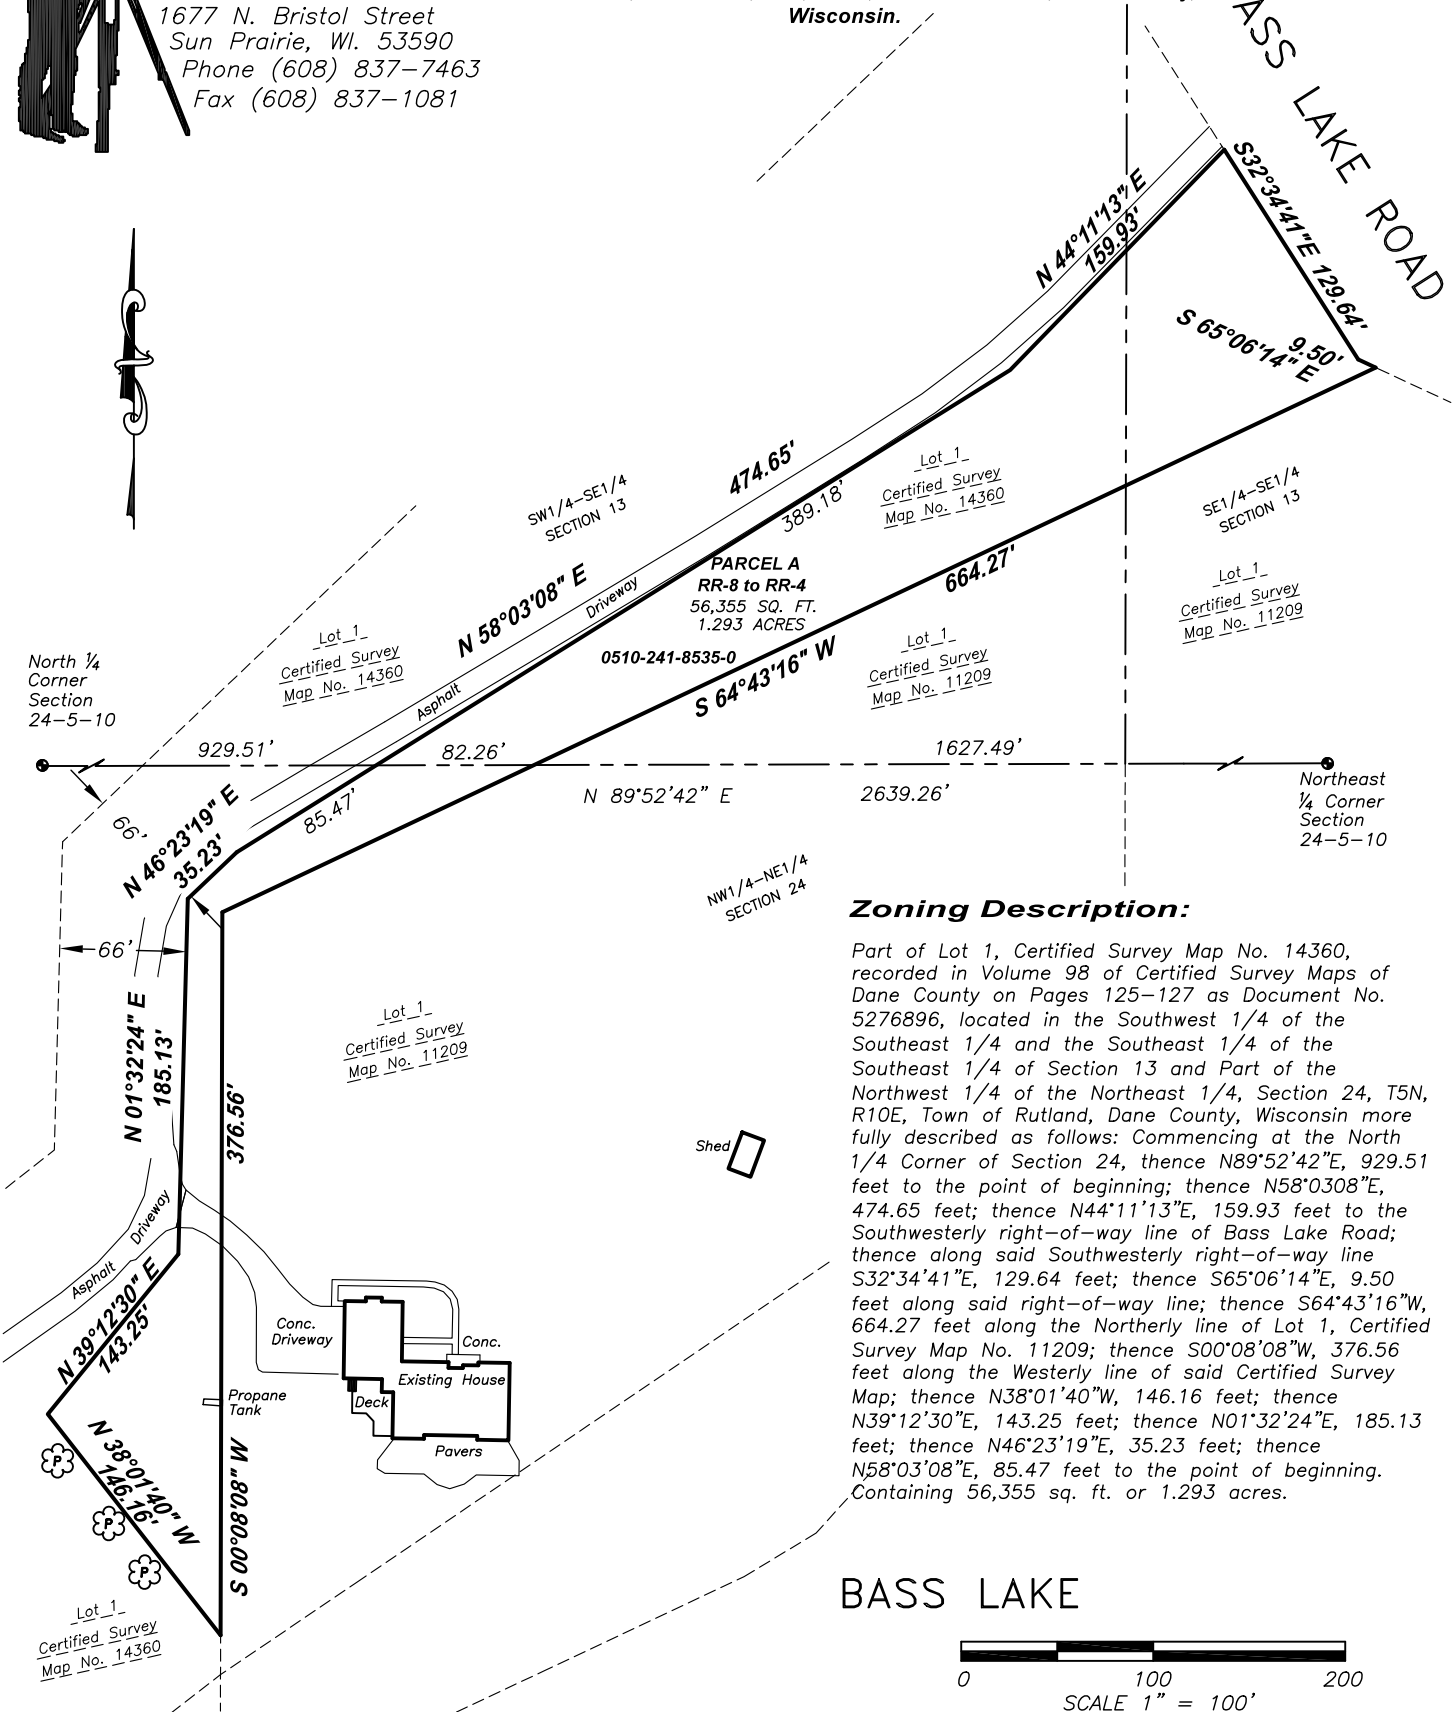 1677 N. Bristol Street
Sun Prairie, WI. 53590
Phone (608) 837-7463
Fax (608) 837-1081
Wisconsin.
BASS LAKE ROAD
N 44°11'13" E
159.93'
S32°34'41"E 129.64'
S 65°06'14" E
9.50'
474.65'
389.18'
Lot 1
Certified Survey
Map No. 14360
SW1/4-SE1/4
SECTION 13
SE1/4-SE1/4
SECTION 13
PARCEL A
RR-8 to RR-4
56,355 SQ. FT.
1.293 ACRES
0510-241-8535-0
664.27'
S 64°43'16" W
N 58°03'08" E
Driveway
Asphalt
Lot 1
Certified Survey
Map No. 11209
Lot 1
Certified Survey
Map No. 14360
Lot 1
Certified Survey
Map No. 11209
North 1/4
Corner
Section
24-5-10
929.51'
82.26'
1627.49'
N 89°52'42" E
2639.26'
Northeast
1/4 Corner
Section
24-5-10
66'
N 46°23'19" E
35.23'
85.47'
66'
NW1/4-NE1/4
SECTION 24
N 01°32'24" E
185.13'
376.56'
Lot 1
Certified Survey
Map No. 11209
Shed
Zoning Description:
Part of Lot 1, Certified Survey Map No. 14360,
recorded in Volume 98 of Certified Survey Maps of
Dane County on Pages 125-127 as Document No.
5276896, located in the Southwest 1/4 of the
Southeast 1/4 and the Southeast 1/4 of the
Southeast 1/4 of Section 13 and Part of the
Northwest 1/4 of the Northeast 1/4, Section 24, T5N,
R10E, Town of Rutland, Dane County, Wisconsin more
fully described as follows: Commencing at the North
1/4 Corner of Section 24, thence N89°52'42"E, 929.51
feet to the point of beginning; thence N58°0308"E,
474.65 feet; thence N44°11'13"E, 159.93 feet to the
Southwesterly right-of-way line of Bass Lake Road;
thence along said Southwesterly right-of-way line
S32°34'41"E, 129.64 feet; thence S65°06'14"E, 9.50
feet along said right-of-way line; thence S64°43'16"W,
664.27 feet along the Northerly line of Lot 1, Certified
Survey Map No. 11209; thence S00°08'08"W, 376.56
feet along the Westerly line of said Certified Survey
Map; thence N38°01'40"W, 146.16 feet; thence
N39°12'30"E, 143.25 feet; thence N01°32'24"E, 185.13
feet; thence N46°23'19"E, 35.23 feet; thence
N58°03'08"E, 85.47 feet to the point of beginning.
Containing 56,355 sq. ft. or 1.293 acres.
Driveway
Asphalt
N 39°12'30" E
143.25'
Conc.
Driveway
Conc.
Existing House
Deck
Propane
Tank
Pavers
N 38°01'40" W
146.16'
S 00°08'08" W
P
P
P
Lot 1
Certified Survey
Map No. 14360
BASS LAKE
0 100 200
SCALE 1" = 100'